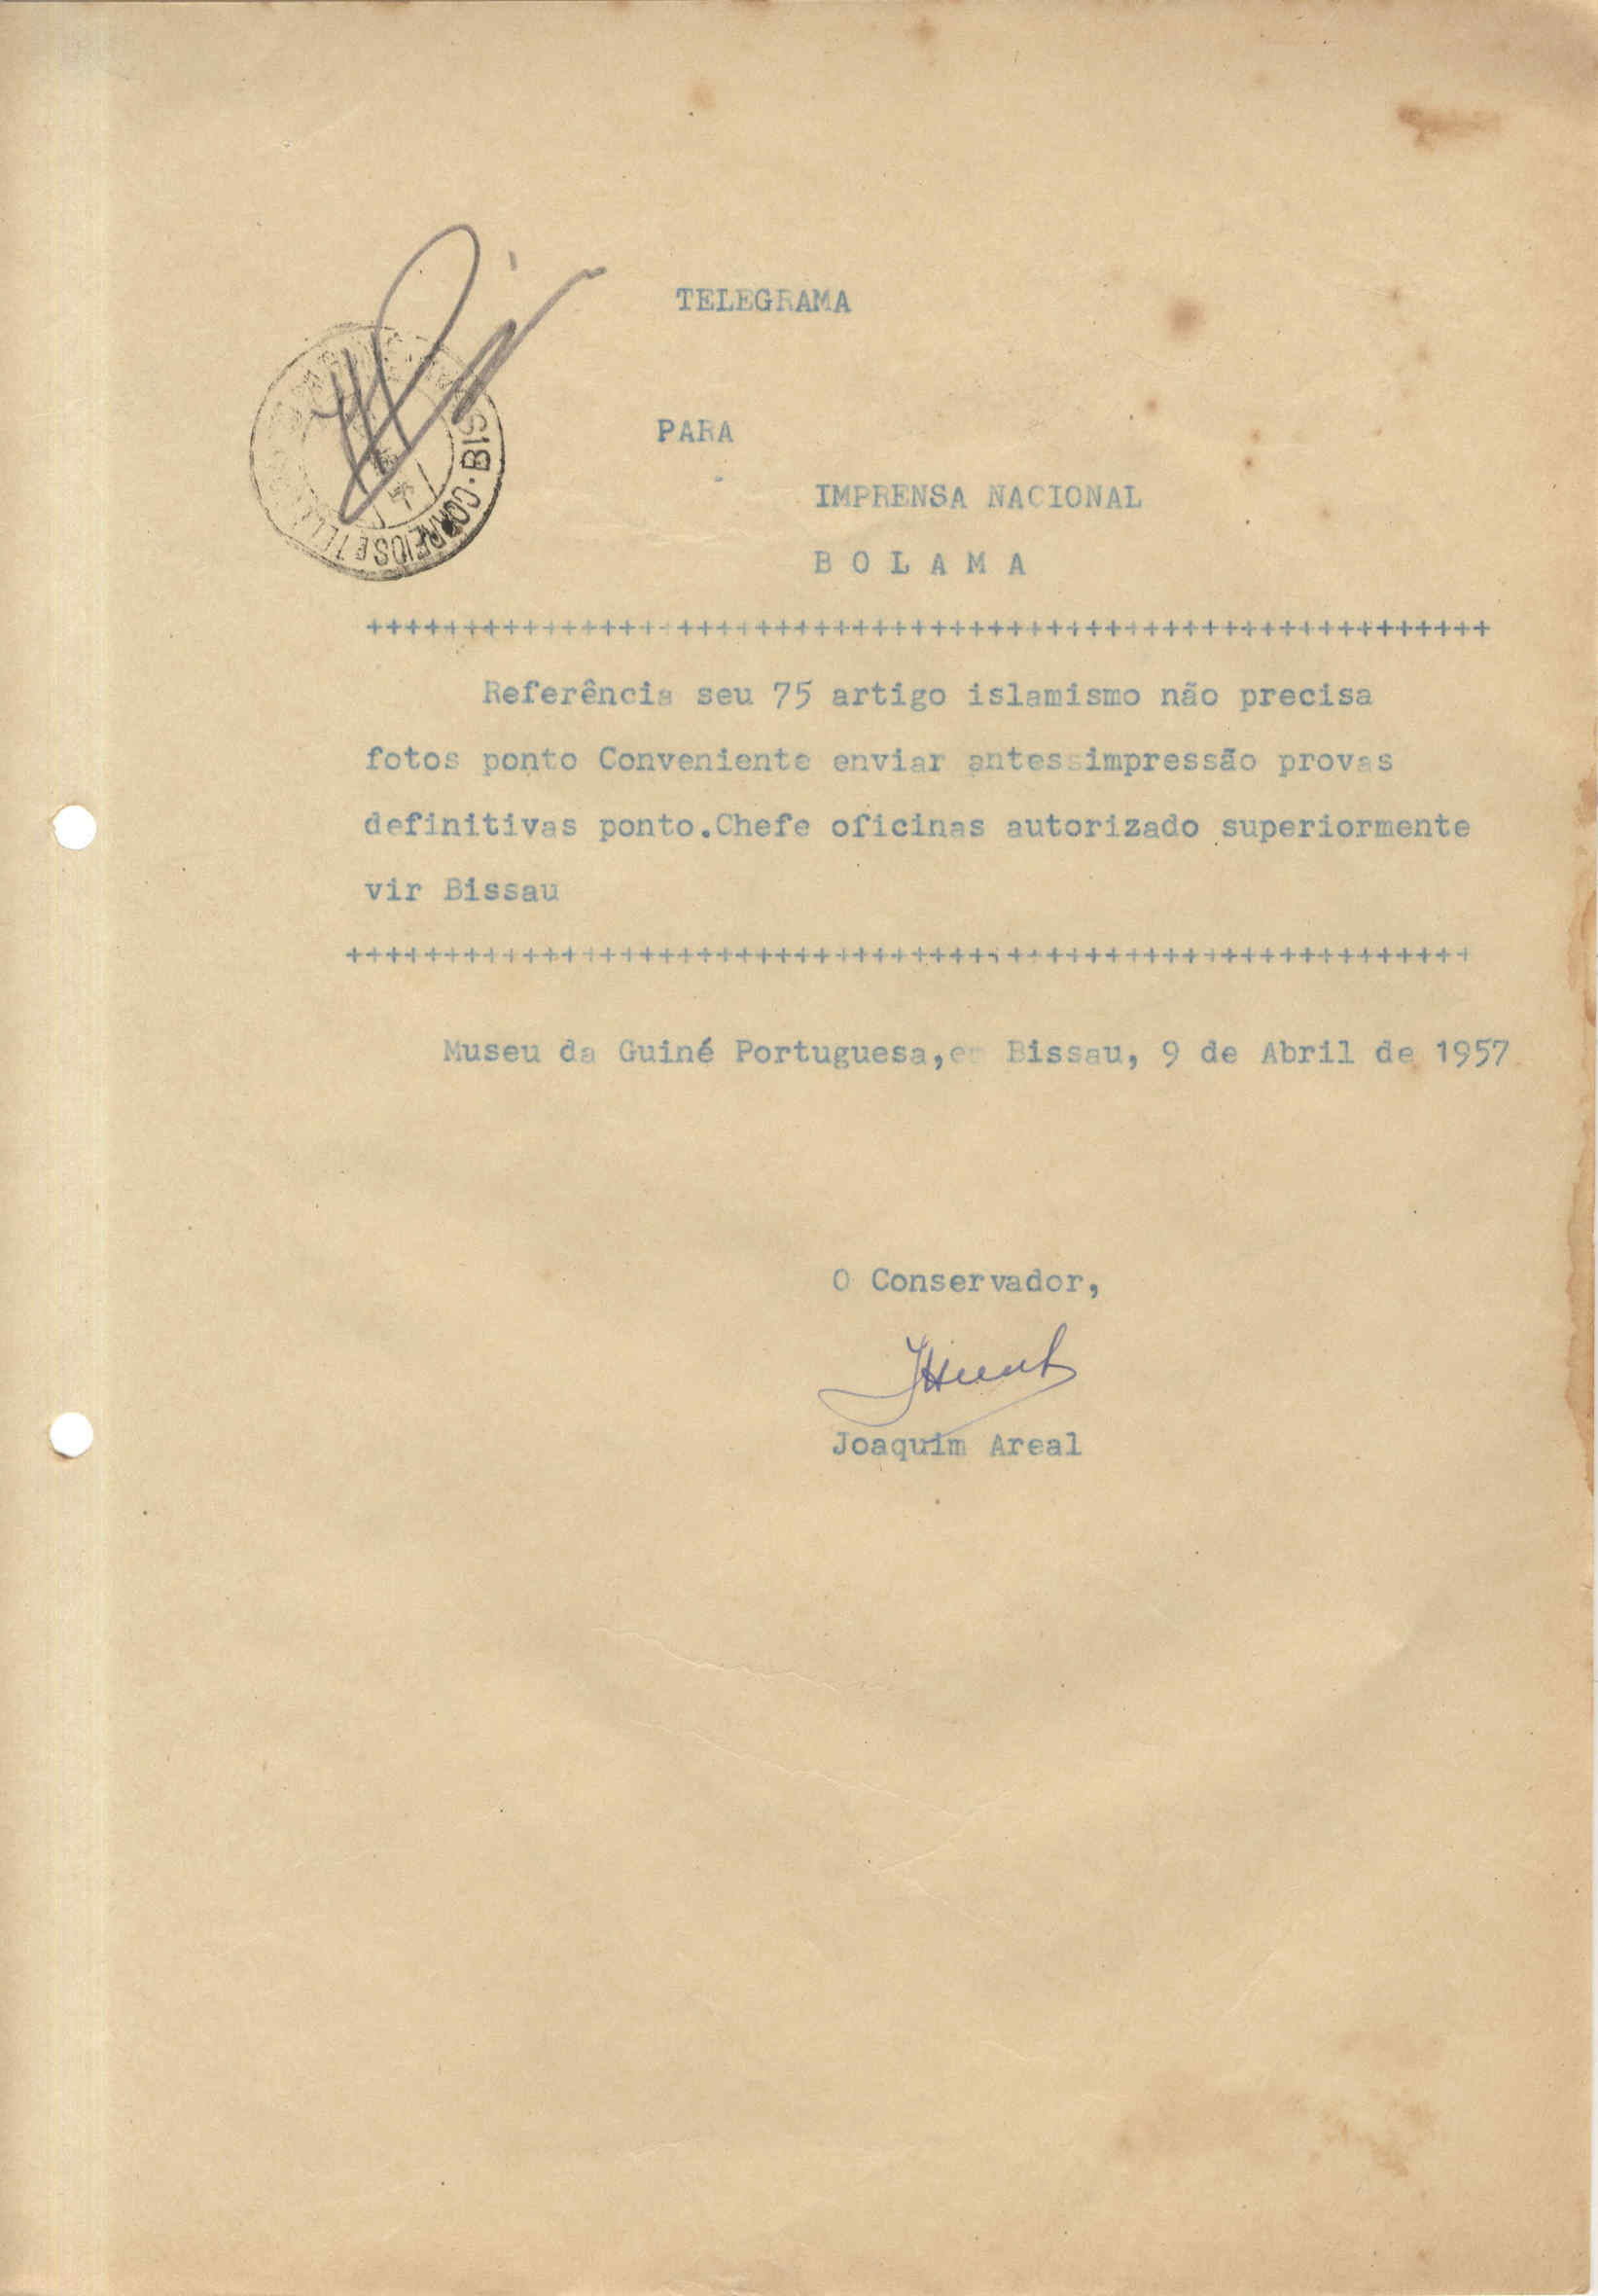 TELEGRAMA
PARA
IMPRENSA NACIONAL
BOLAMA
++++++++++++++++++++++++++++++++++++++++++++++++++++++++++
Referência seu 75 artigo islamismo não precisa
fotos ponto Conveniente enviar antes impressão provas
definitivas ponto.Chefe oficinas autorizado superiormente
vir Bissau
++++++++++++++++++++++++++++++++++++++++++++++++++++++++++
Museu da Guiné Portuguesa,em Bissau, 9 de Abril de 1957
O Conservador,
Joaquim Areal
CORREIOS E